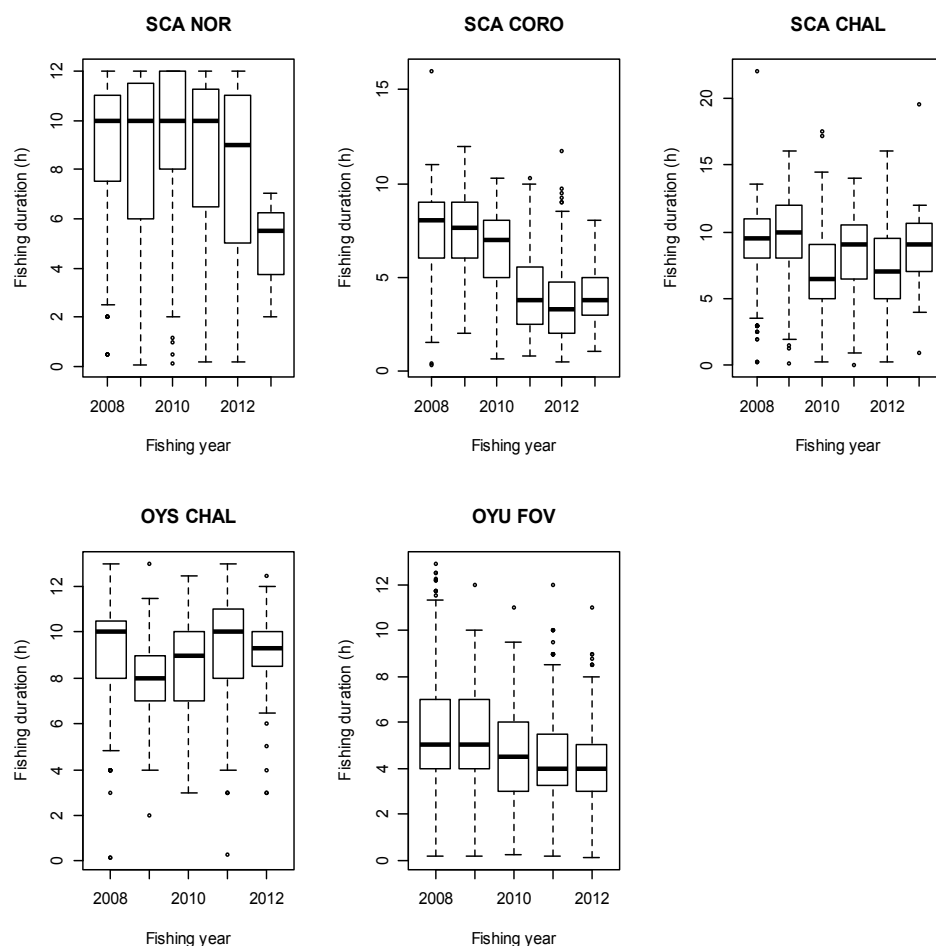 SCA NOR
Fishing duration (h)
12
10
8
6
4
2
0
2008 2010 2012
Fishing year
SCA CORO
Fishing duration (h)
15
10
5
0
2008 2010 2012
Fishing year
SCA CHAL
Fishing duration (h)
20
15
10
5
0
2008 2010 2012
Fishing year
OYS CHAL
Fishing duration (h)
12
10
8
6
4
2
0
2008 2010 2012
Fishing year
OYU FOV
Fishing duration (h)
12
10
8
6
4
2
0
2008 2010 2012
Fishing year